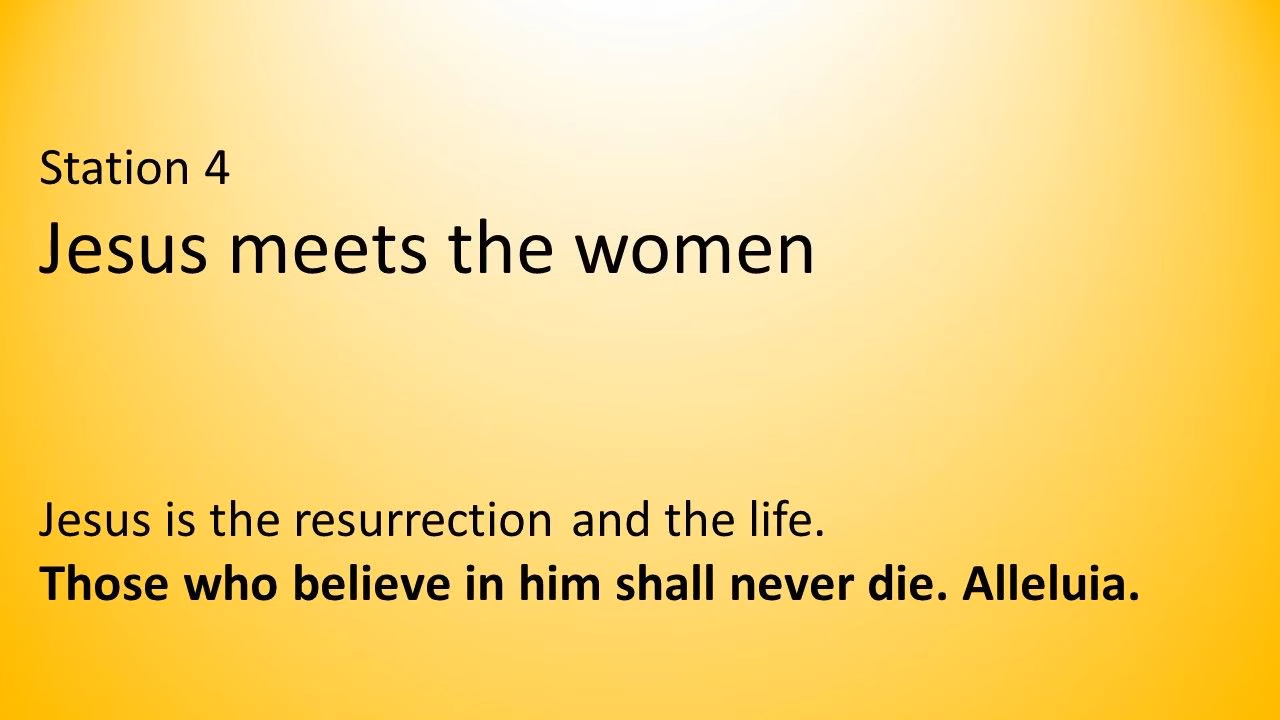 Station 4
Jesus meets the women
Jesus is the resurrection and the life.
Those who believe in him shall never die. Alleluia.